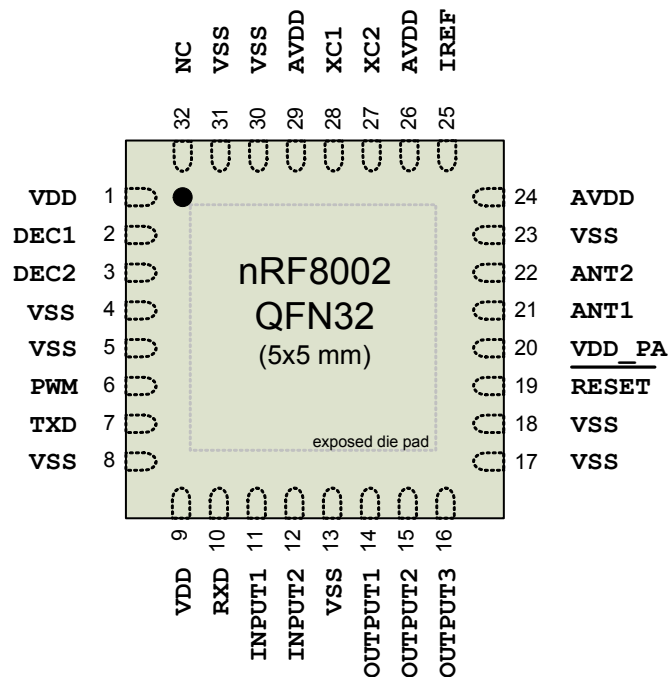 NC
VSS
VSS
AVDD
XC1
XC2
AVDD
IREF
32
31
30
29
28
27
26
25
VDD 1
DEC1 2
DEC2 3
VSS 4
VSS 5
PWM 6
TXD 7
VSS 8
nRF8002
QFN32
(5x5 mm)
exposed die pad
24 AVDD
23 VSS
22 ANT2
21 ANT1
20 VDD_PA
19 RESET
18 VSS
17 VSS
9
10
11
12
13
14
15
16
VDD
RXD
INPUT1
INPUT2
VSS
OUTPUT1
OUTPUT2
OUTPUT3